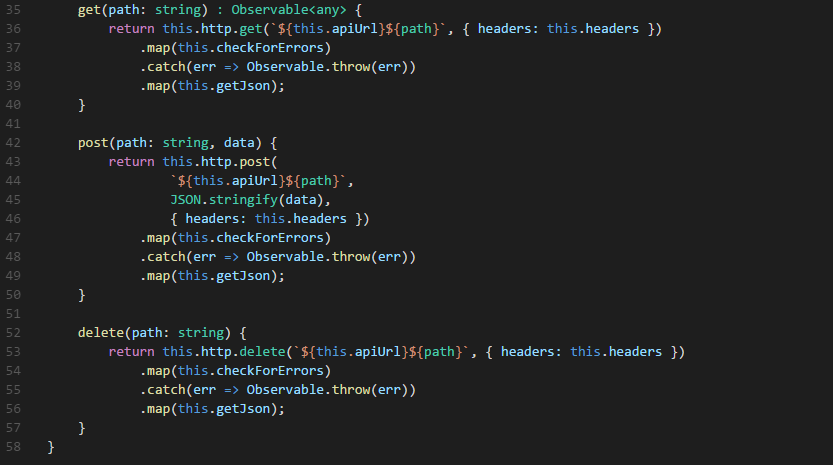 35 get(path: string) : Observable<any> {
36 return this.http.get(`${this.apiUrl}${path}`, { headers: this.headers })
37 .map(this.checkForErrors)
38 .catch(err => Observable.throw(err))
39 .map(this.getJson);
40 }
41
42 post(path: string, data) {
43 return this.http.post(
44 `${this.apiUrl}${path}`,
45 JSON.stringify(data),
46 { headers: this.headers })
47 .map(this.checkForErrors)
48 .catch(err => Observable.throw(err))
49 .map(this.getJson);
50 }
51
52 delete(path: string) {
53 return this.http.delete(`${this.apiUrl}${path}`, { headers: this.headers })
54 .map(this.checkForErrors)
55 .catch(err => Observable.throw(err))
56 .map(this.getJson);
57 }
58 }